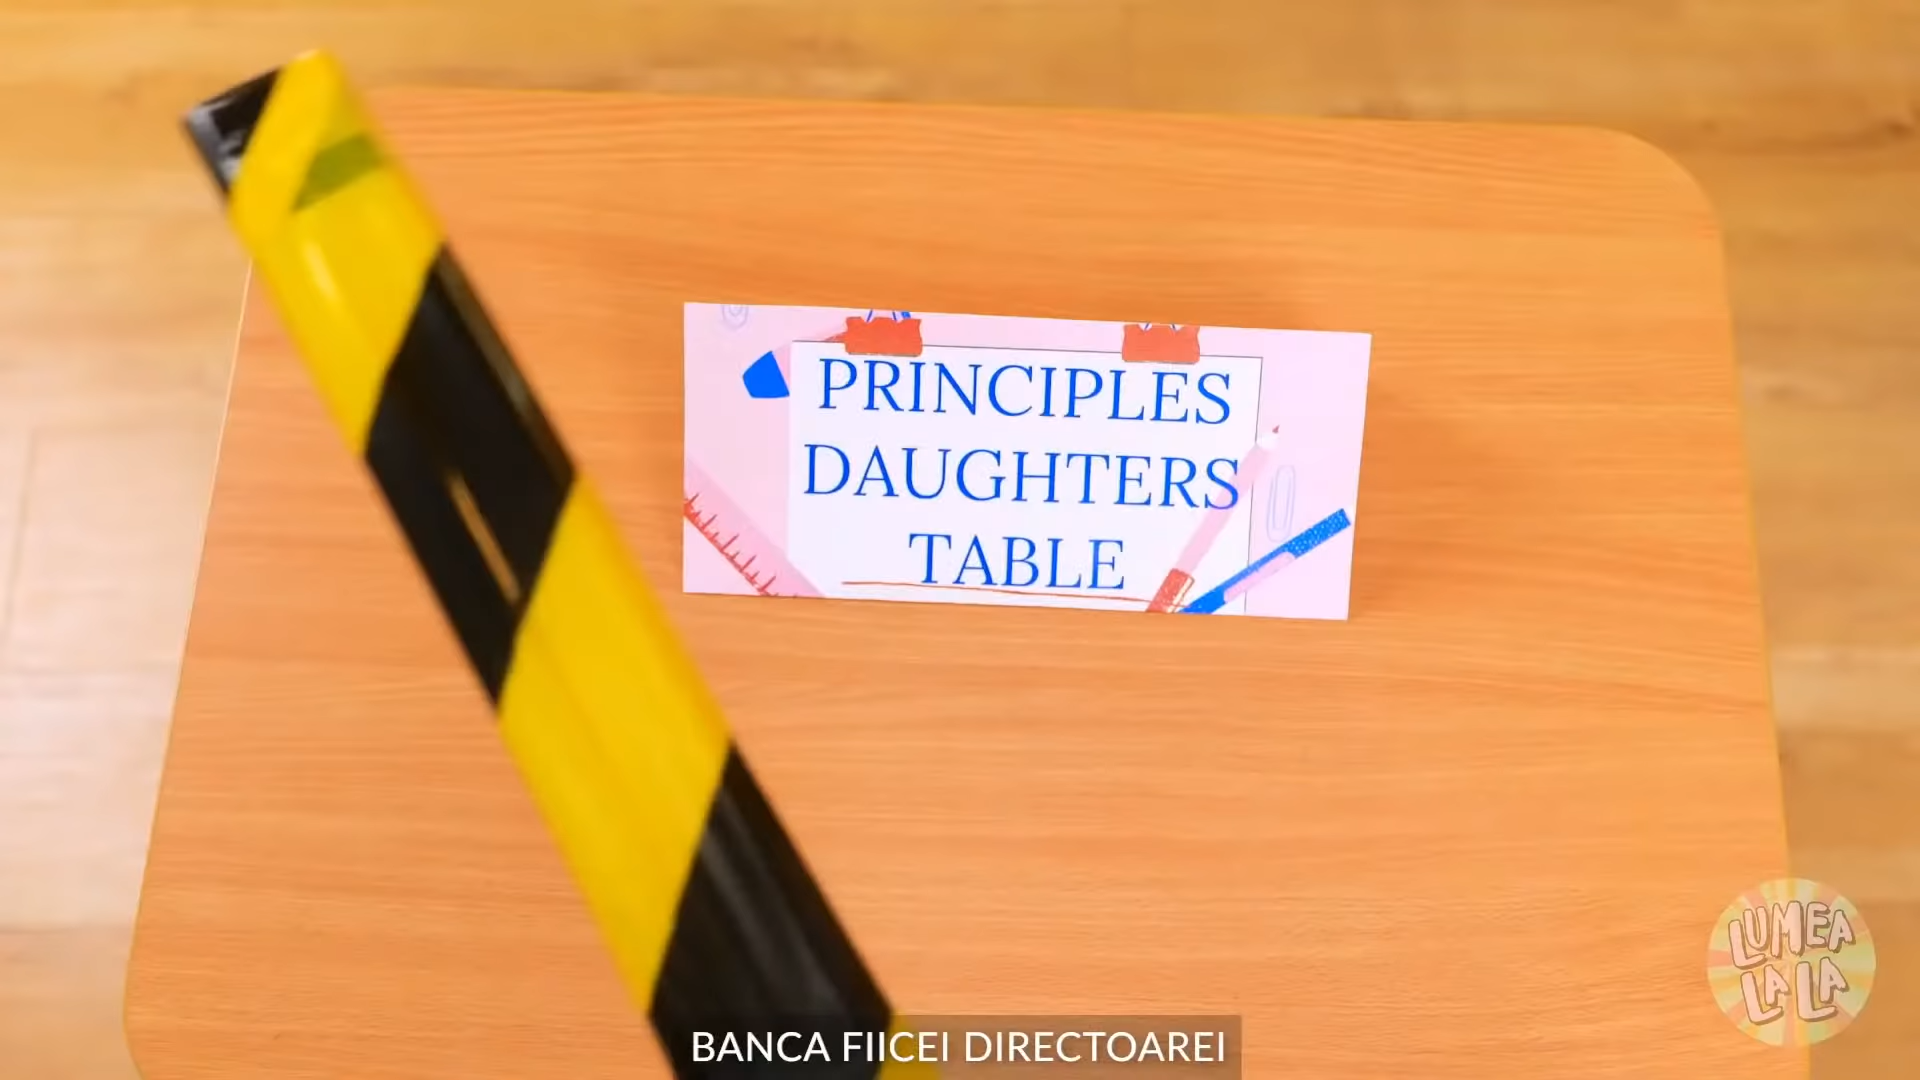 PRINCIPLES
DAUGHTERS
TABLE
LUMEA
LA LA
BANCA FIICEI DIRECTOAREI